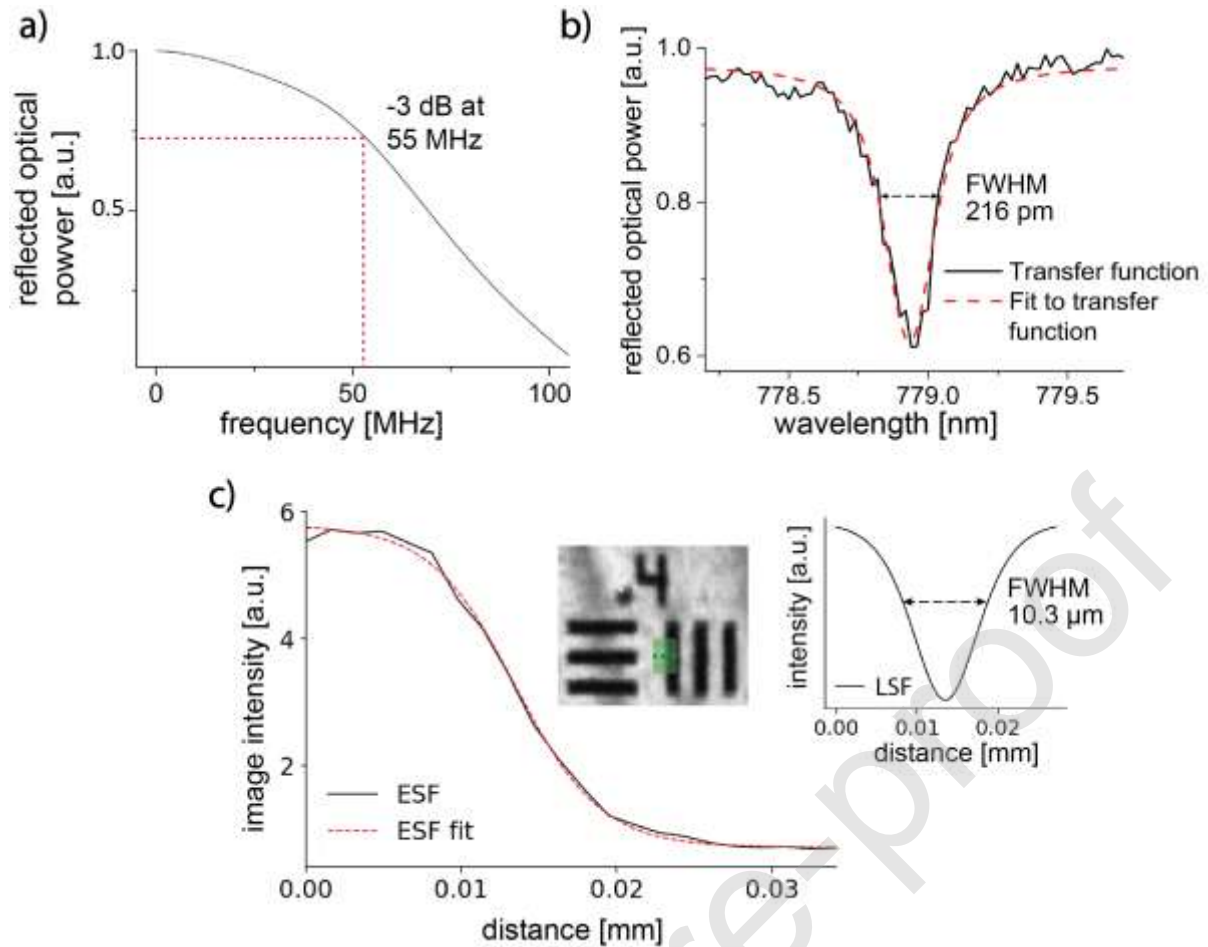 a)
1.0
0.5
reflected optical
powver [a.u.]
-3 dB at
55 MHz
0
50
100
frequency [MHz]
b)
1.0
0.8
0.6
reflected optical power [a.u.]
FWHM
216 pm
Transfer function
Fit to transfer
function
778.5
779.0
779.5
wavelength [nm]
c)
6
4
2
image intensity [a.u.]
ESF
ESF fit
0.00
0.01
0.02
0.03
distance [mm]
4
intensity [a.u.]
FWHM
10.3 µm
LSF
0.00
0.01
0.02
distance [mm]
e-proof